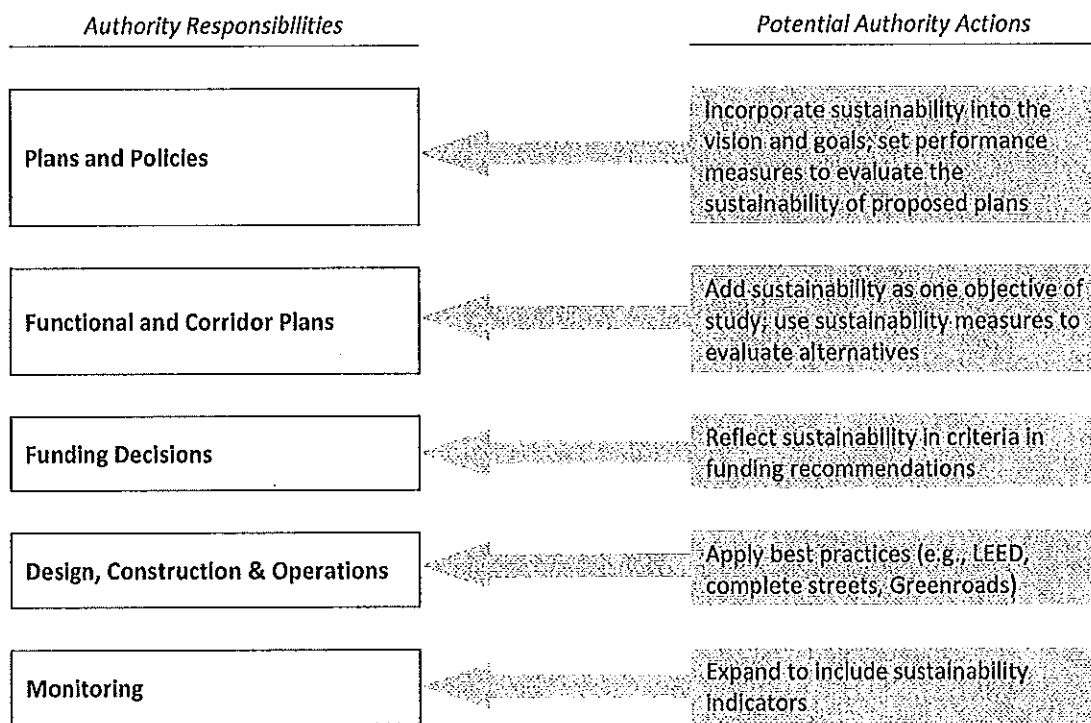 Authority Responsibilities
Potential Authority Actions
Plans and Policies
Incorporate sustainability into the
vision and goals; set performance
measures to evaluate the
sustainability of proposed plans
Functional and Corridor Plans
Add sustainability as one objective of
study; use sustainability measures to
evaluate alternatives
Funding Decisions
Reflect sustainability in criteria in
funding recommendations
Design, Construction & Operations
Apply best practices (e.g., LEED,
complete streets, Greenroads)
Monitoring
Expand to include sustainability
indicators